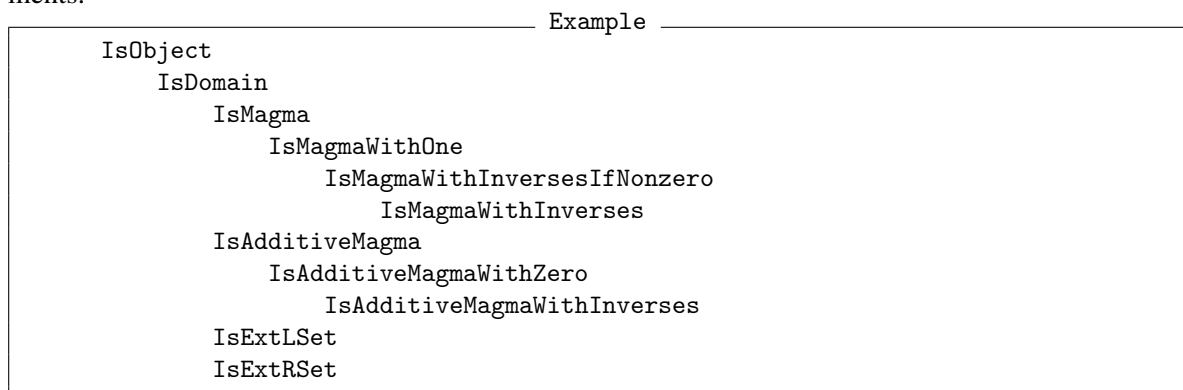 ments.
Example
IsObject
IsDomain
IsMagma
IsMagmaWithOne
IsMagmaWithInversesIfNonzero
IsMagmaWithInverses
IsAdditiveMagma
IsAdditiveMagmaWithZero
IsAdditiveMagmaWithInverses
IsExtLSet
IsExtRSet